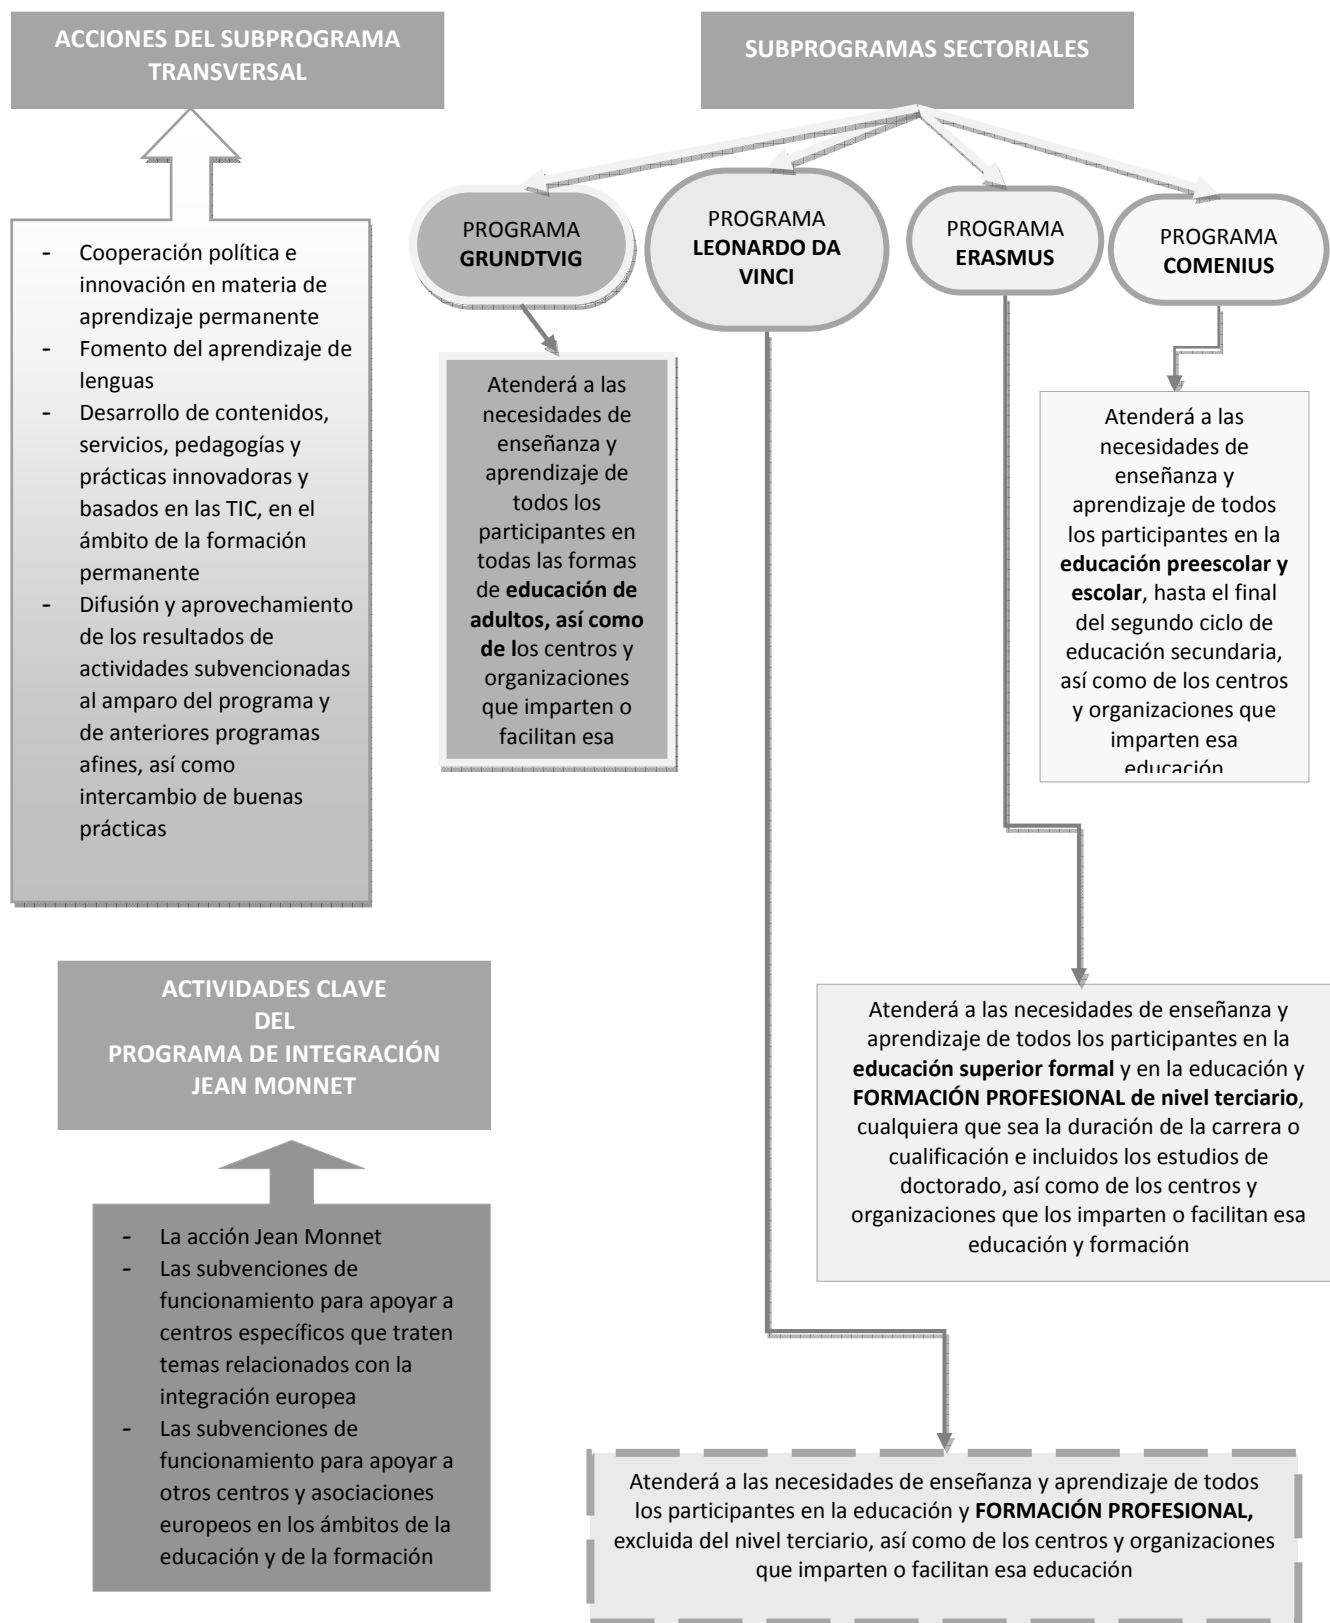 ACCIONES DEL SUBPROGRAMA
TRANSVERSAL
- Cooperación política e
innovación en materia de
aprendizaje permanente
- Fomento del aprendizaje de
lenguas
- Desarrollo de contenidos,
servicios, pedagogías y
prácticas innovadoras y
basados en las TIC, en el
ámbito de la formación
permanente
- Difusión y aprovechamiento
de los resultados de
actividades subvencionadas
al amparo del programa y
de anteriores programas
afines, así como
intercambio de buenas
prácticas
SUBPROGRAMAS SECTORIALES
PROGRAMA
GRUNDTVIG
PROGRAMA
LEONARDO DA
VINCI
PROGRAMA
ERASMUS
PROGRAMA
COMENIUS
Atenderá a las
necesidades de
enseñanza y
aprendizaje de
todos los
participantes en
todas las formas
de educación de
adultos, así como
de los centros y
organizaciones
que imparten o
facilitan esa
Atenderá a las
necesidades de
enseñanza y
aprendizaje de todos
los participantes en la
educación preescolar y
escolar, hasta el final
del segundo ciclo de
educación secundaria,
así como de los centros
y organizaciones que
imparten esa
educación
ACTIVIDADES CLAVE
DEL
PROGRAMA DE INTEGRACIÓN
JEAN MONNET
- La acción Jean Monnet
- Las subvenciones de
funcionamiento para apoyar a
centros específicos que traten
temas relacionados con la
integración europea
- Las subvenciones de
funcionamiento para apoyar a
otros centros y asociaciones
europeos en los ámbitos de la
educación y de la formación
Atenderá a las necesidades de enseñanza y
aprendizaje de todos los participantes en la
educación superior formal y en la educación y
FORMACIÓN PROFESIONAL de nivel terciario,
cualquiera que sea la duración de la carrera o
cualificación e incluidos los estudios de
doctorado, así como de los centros y
organizaciones que los imparten o facilitan esa
educación y formación
Atenderá a las necesidades de enseñanza y aprendizaje de todos
los participantes en la educación y FORMACIÓN PROFESIONAL,
excluida del nivel terciario, así como de los centros y organizaciones
que imparten o facilitan esa educación